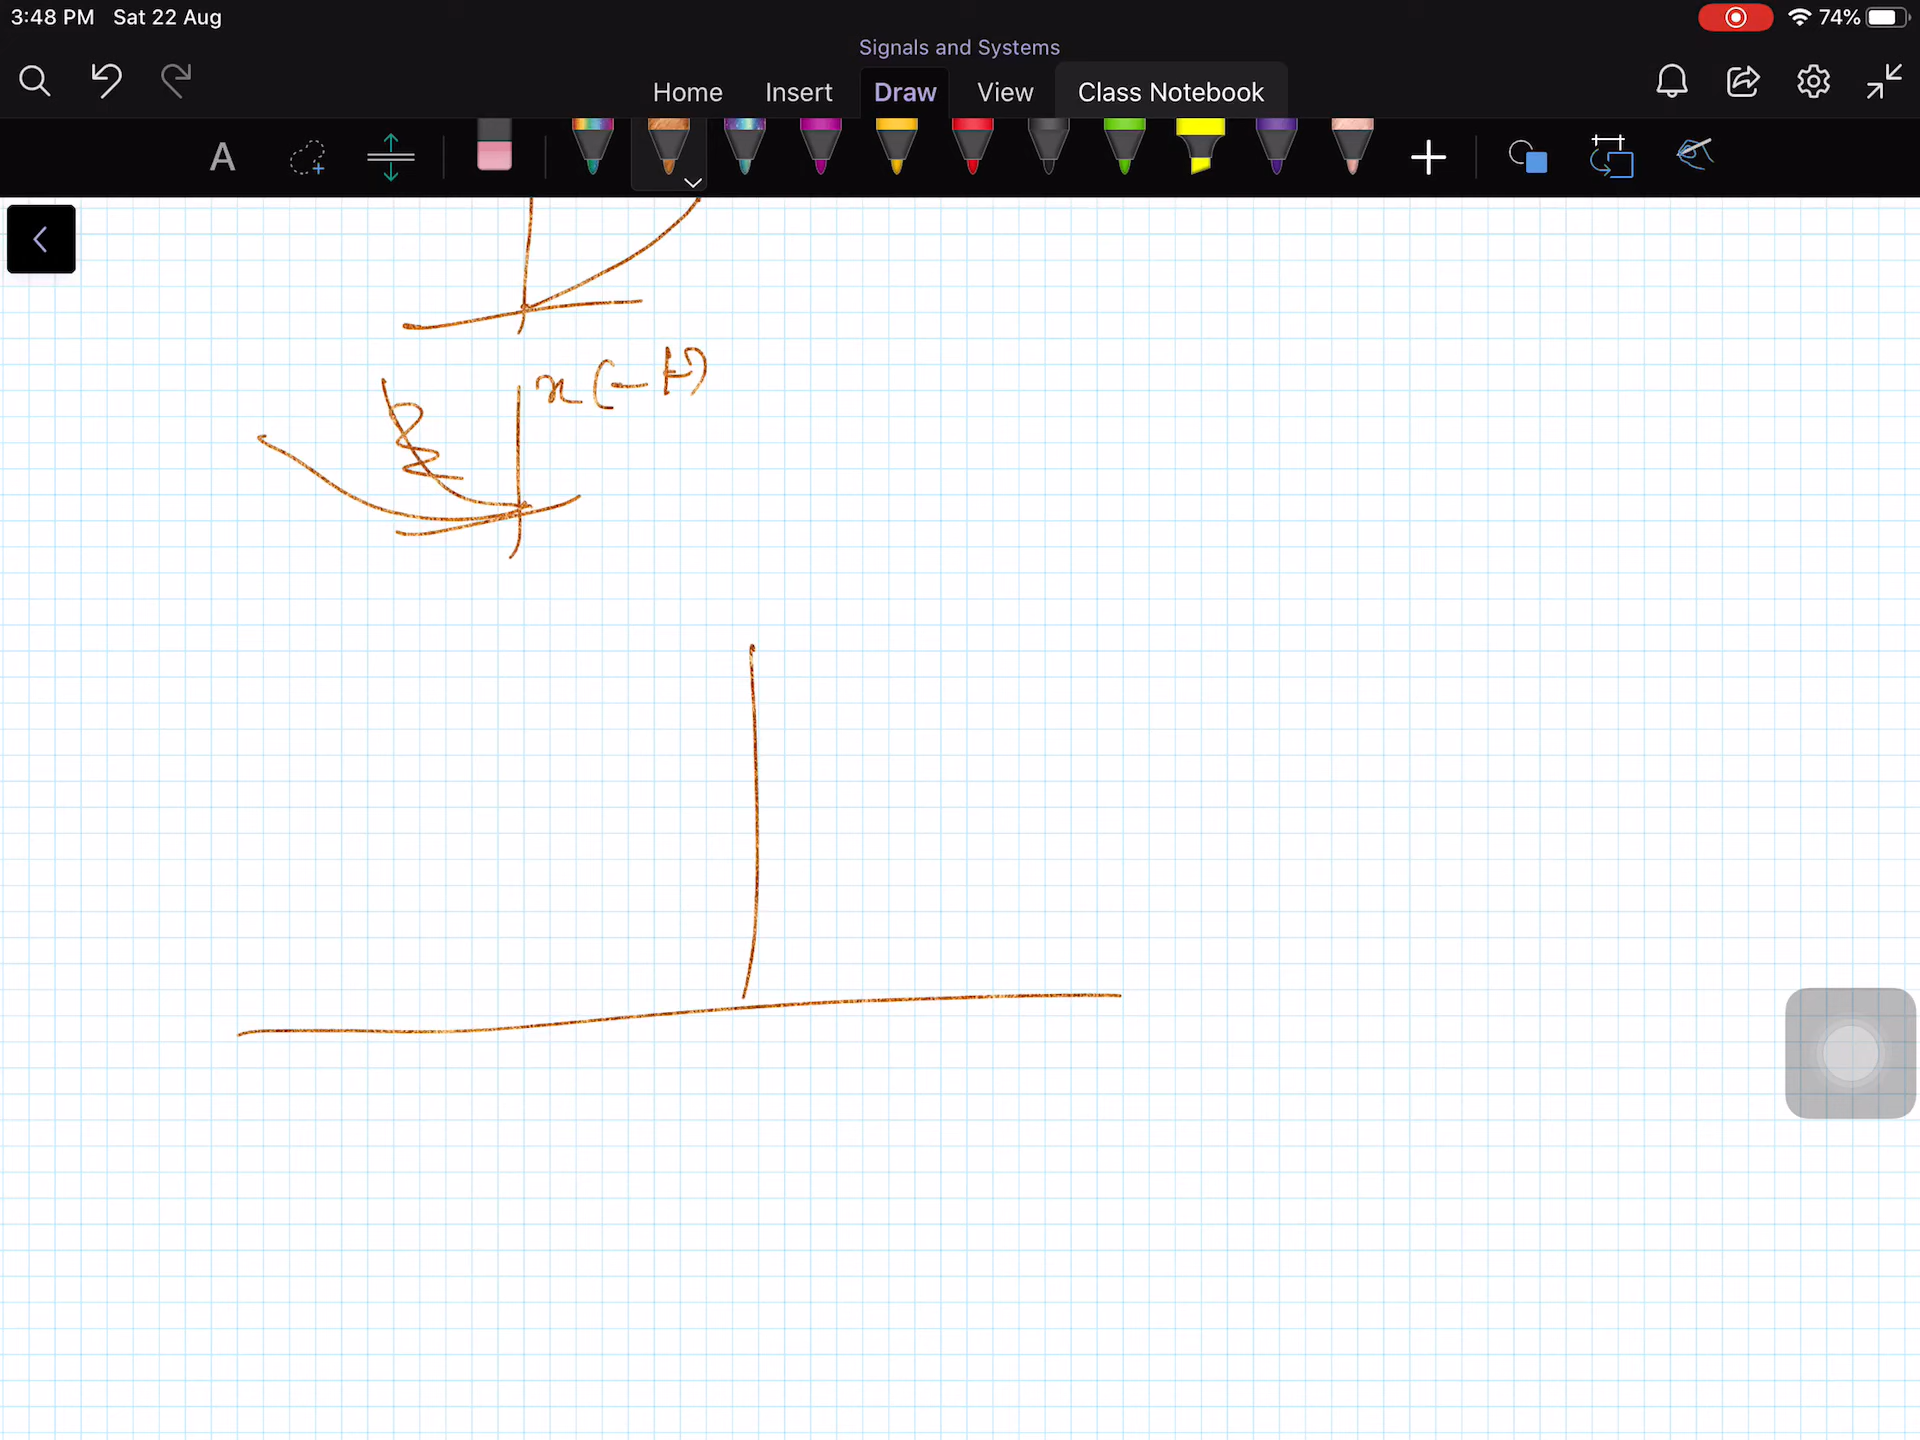 3:48 PM Sat 22 Aug 74%
Signals and Systems
Home Insert Draw View Class Notebook
A
x(-t)